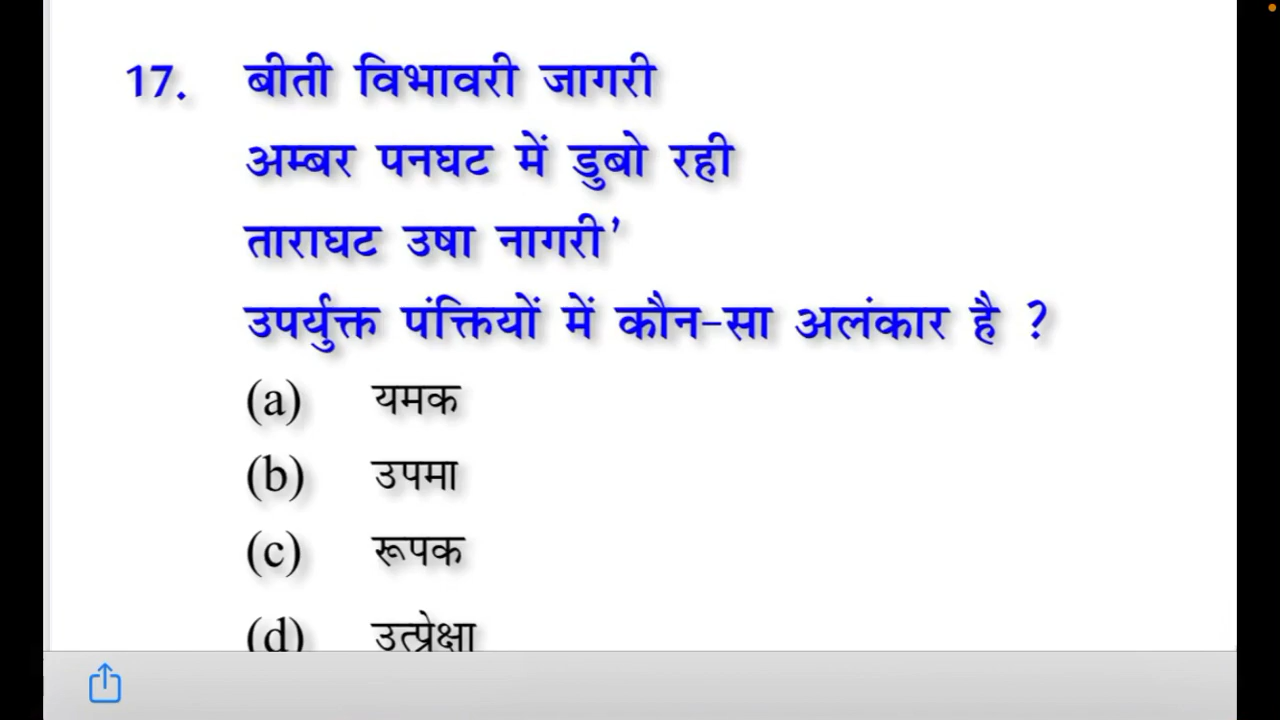 17. बीती विभावरी जागरी
अम्बर पनघट में डुबो रही
ताराघट उषा नागरी’
उपर्युक्त पंक्तियों में कौन-सा अलंकार है ?
(a) यमक
(b) उपमा
(c) रूपक
(d) उत्प्रेक्षा